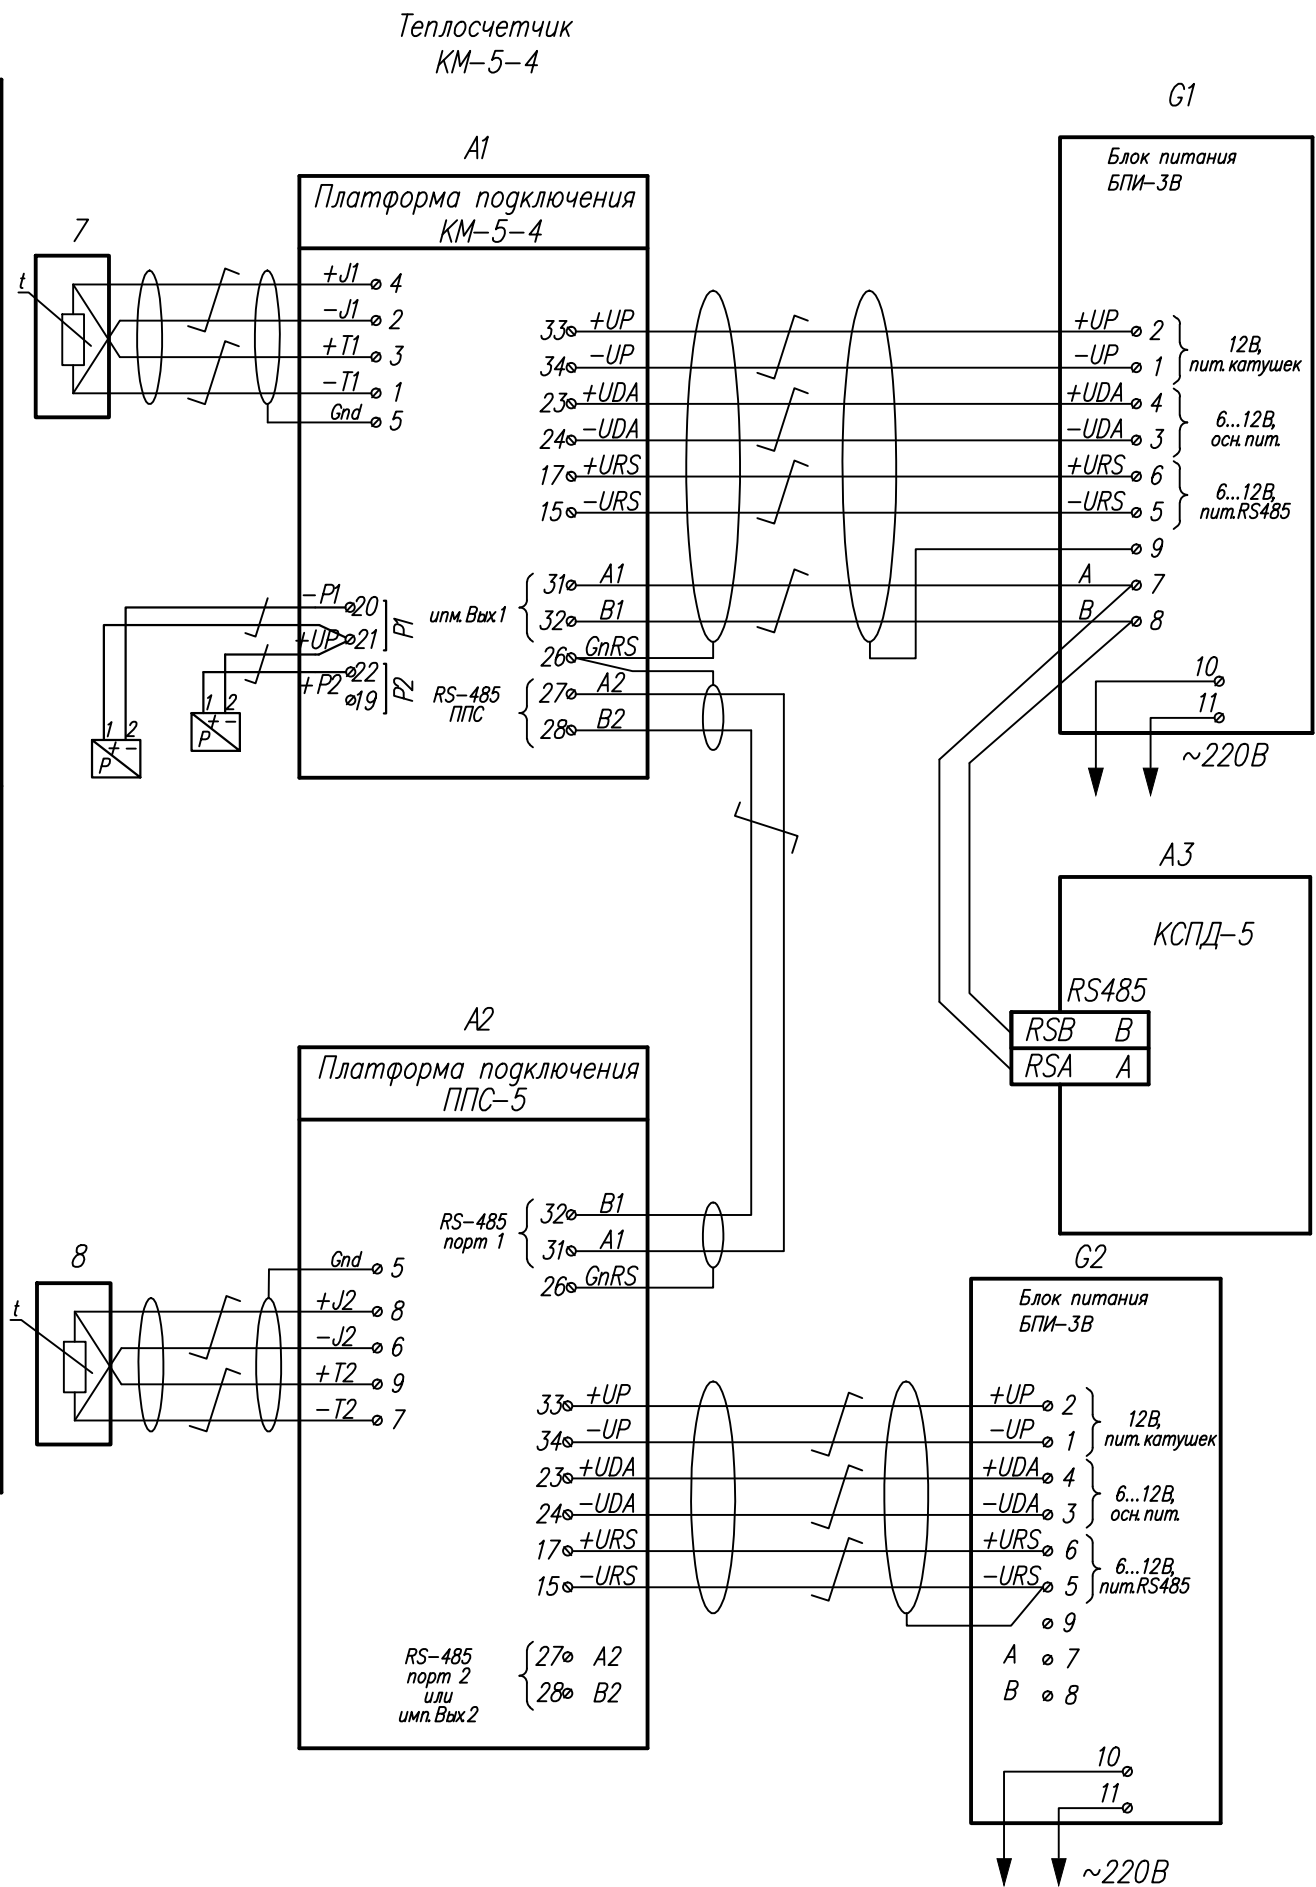 Теплосчетчик
КМ-5-4
G1
Блок питания
БПИ-3В
A1
Платформа подключения
КМ-5-4
7
t
+J1 4
-J1 2
+T1 3
-T1 1
Gnd 5
33 +UP
34 -UP
23 +UDA
24 -UDA
17 +URS
15 -URS
+UP 2
-UP 1
+UDA 4
-UDA 3
+URS 6
-URS 5
9
A 7
B 8
12В,
пит. катушек
6...12В,
осн. пит.
6...12В,
пит. RS485
10
11
~220В
-P1 20
+UP 21
P1
22
+P2 19
P2
1 2
+ -
P
1 2
+ -
P
ипм. Вых 1
31 A1
32 B1
26 GnRS
RS-485
ППС
27 A2
28 B2
A3
КСПД-5
RS485
RSB B
RSA A
A2
Платформа подключения
ППС-5
RS-485
порт 1
32 B1
31 A1
26 GnRS
8
t
Gnd 5
+J2 8
-J2 6
+T2 9
-T2 7
33 +UP
34 -UP
23 +UDA
24 -UDA
17 +URS
15 -URS
RS-485
порт 2
или
имп. Вых 2
27 A2
28 B2
G2
Блок питания
БПИ-3В
+UP 2
-UP 1
+UDA 4
-UDA 3
+URS 6
-URS 5
9
A 7
B 8
12В,
пит. катушек
6...12В,
осн. пит.
6...12В,
пит. RS485
10
11
~220В